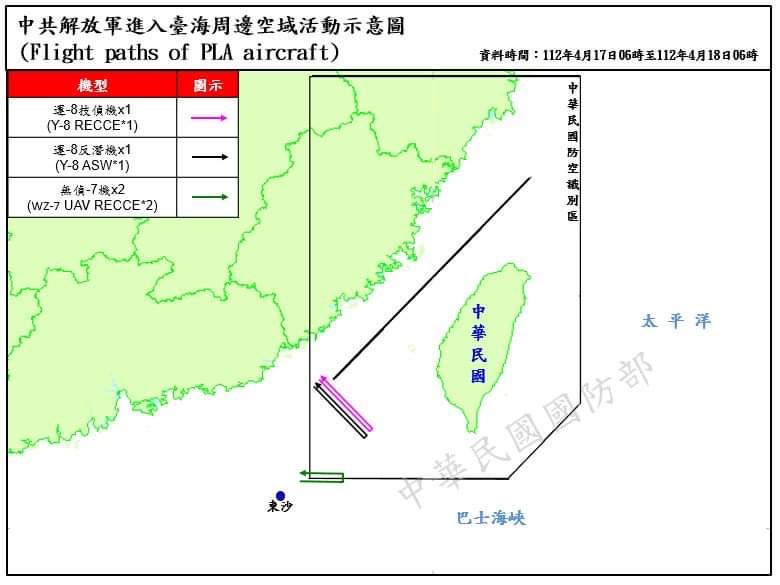 中共解放軍進入臺海周邊空域活動示意圖
(Flight paths of PLA aircraft)
資料時間：112年4月17日06時至112年4月18日06時
機型
圖示
運-8技偵機x1
(Y-8 RECCE*1)
運-8反潛機x1
(Y-8 ASW*1)
無偵-7機x2
(WZ-7 UAV RECCE*2)
中華民國防空識別區
中華民國
太平洋
中華民國國防部
東沙
巴士海峽